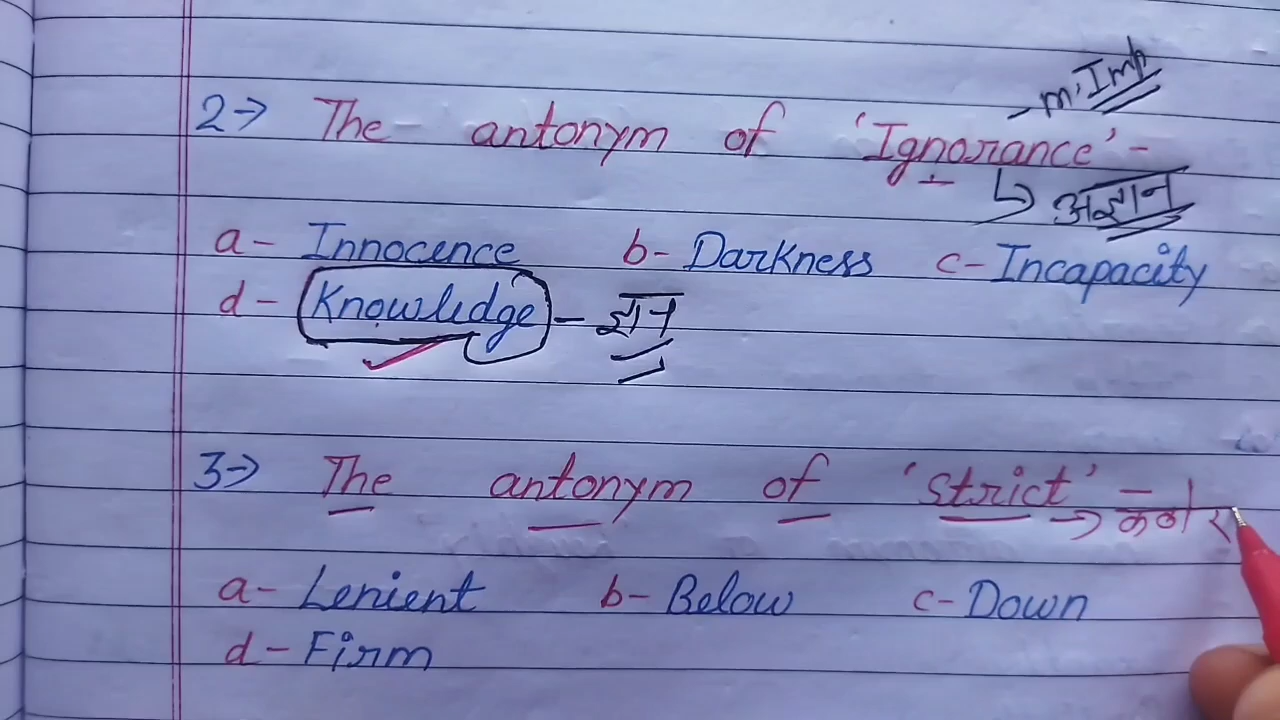 - m. Imp
2→ The antonym of 'Ignorance' -
↳ अज्ञान
a- Innocence b- Darkness c- Incapacity
d- Knowledge - ज्ञान
3→ The antonym of 'Strict' -
→ कठोर
a- Lenient b- Below c- Down
d- Firm